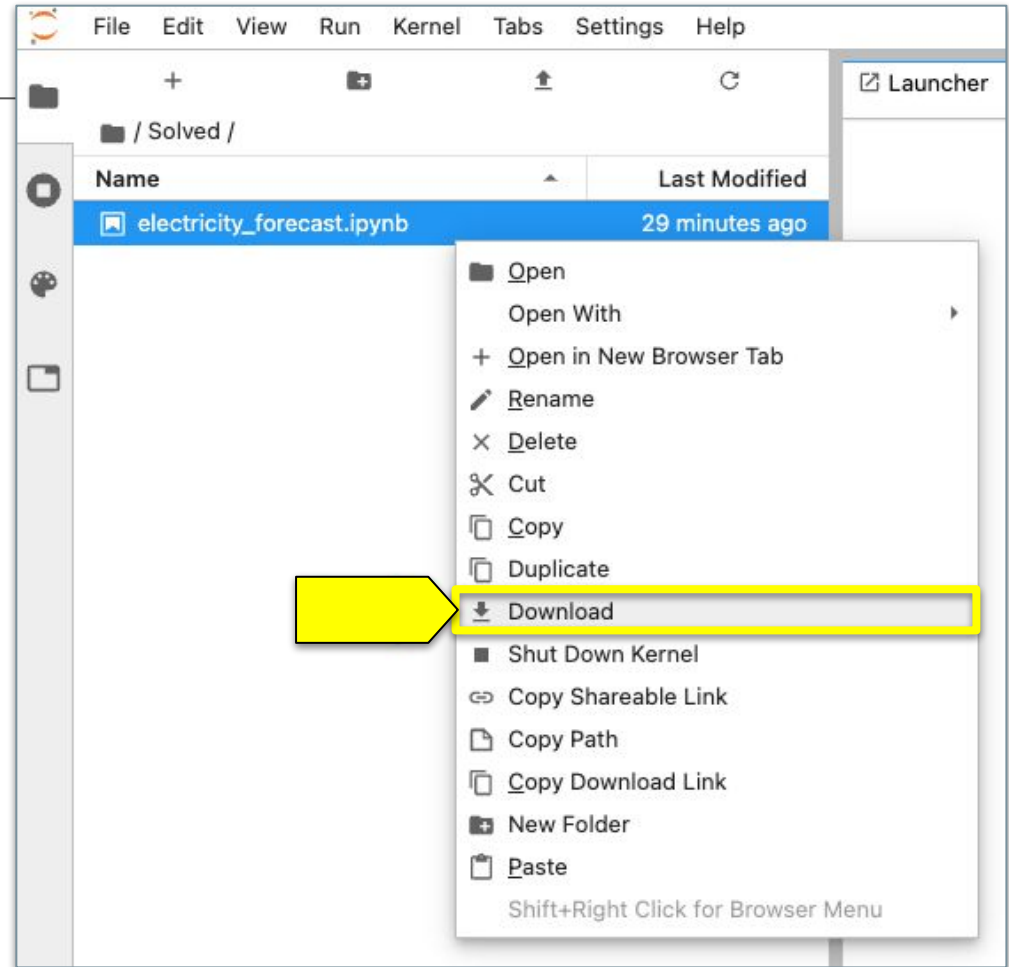 File Edit View Run Kernel Tabs Settings Help
Launcher
/ Solved /
Name Last Modified
electricity_forecast.ipynb 29 minutes ago
Open
Open With
Open in New Browser Tab
Rename
Delete
Cut
Copy
Duplicate
Download
Shut Down Kernel
Copy Shareable Link
Copy Path
Copy Download Link
New Folder
Paste
Shift+Right Click for Browser Menu